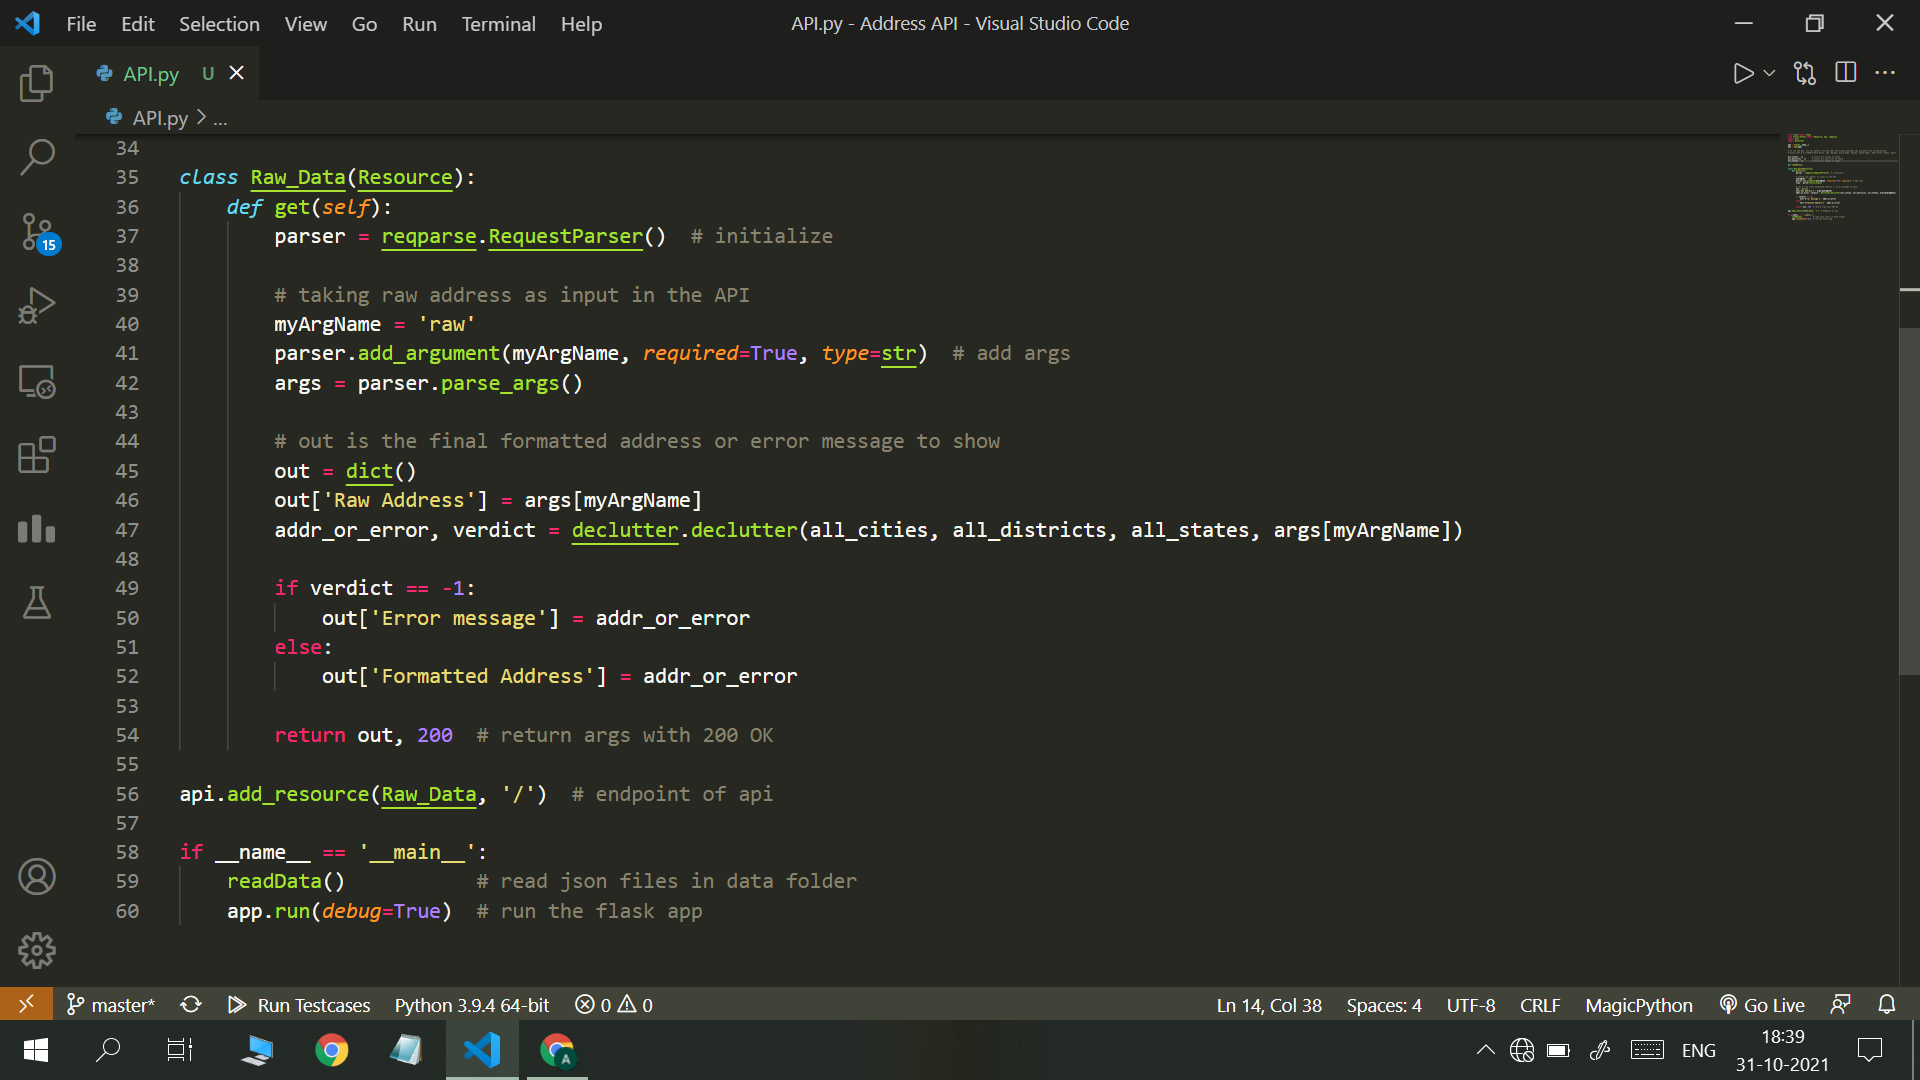 File Edit Selection View Go Run Terminal Help
API.py - Address API - Visual Studio Code
API.py U
API.py > ...
34
35 class Raw_Data(Resource):
36     def get(self):
37         parser = reqparse.RequestParser()  # initialize
38
39         # taking raw address as input in the API
40         myArgName = 'raw'
41         parser.add_argument(myArgName, required=True, type=str)  # add args
42         args = parser.parse_args()
43
44         # out is the final formatted address or error message to show
45         out = dict()
46         out['Raw Address'] = args[myArgName]
47         addr_or_error, verdict = declutter.declutter(all_cities, all_districts, all_states, args[myArgName])
48
49         if verdict == -1:
50             out['Error message'] = addr_or_error
51         else:
52             out['Formatted Address'] = addr_or_error
53
54         return out, 200  # return args with 200 OK
55
56 api.add_resource(Raw_Data, '/')  # endpoint of api
57
58 if __name__ == '__main__':
59     readData()           # read json files in data folder
60     app.run(debug=True)  # run the flask app
15
master* Run Testcases Python 3.9.4 64-bit 0 0 Ln 14, Col 38 Spaces: 4 UTF-8 CRLF MagicPython Go Live
A
ENG
18:39
31-10-2021